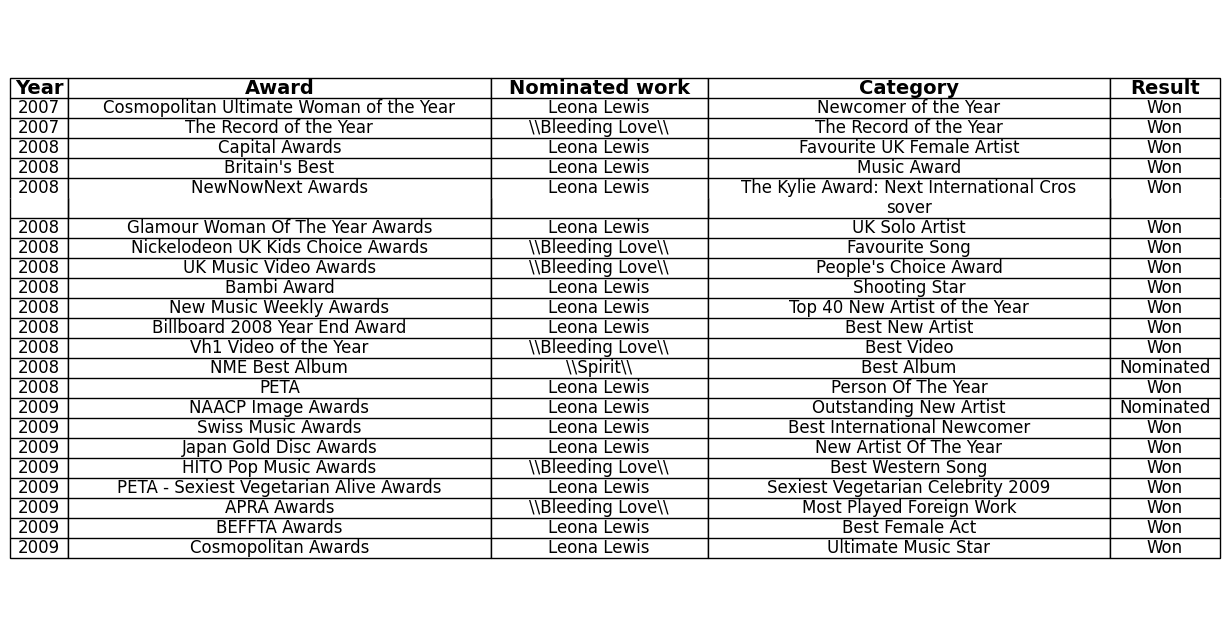 Year Award Nominated work Category Result
2007 Cosmopolitan Ultimate Woman of the Year Leona Lewis Newcomer of the Year Won
2007 The Record of the Year \\Bleeding Love\\ The Record of the Year Won
2008 Capital Awards Leona Lewis Favourite UK Female Artist Won
2008 Britain's Best Leona Lewis Music Award Won
2008 NewNowNext Awards Leona Lewis The Kylie Award: Next International Cros Won
sover
2008 Glamour Woman Of The Year Awards Leona Lewis UK Solo Artist Won
2008 Nickelodeon UK Kids Choice Awards \\Bleeding Love\\ Favourite Song Won
2008 UK Music Video Awards \\Bleeding Love\\ People's Choice Award Won
2008 Bambi Award Leona Lewis Shooting Star Won
2008 New Music Weekly Awards Leona Lewis Top 40 New Artist of the Year Won
2008 Billboard 2008 Year End Award Leona Lewis Best New Artist Won
2008 Vh1 Video of the Year \\Bleeding Love\\ Best Video Won
2008 NME Best Album \\Spirit\\ Best Album Nominated
2008 PETA Leona Lewis Person Of The Year Won
2009 NAACP Image Awards Leona Lewis Outstanding New Artist Nominated
2009 Swiss Music Awards Leona Lewis Best International Newcomer Won
2009 Japan Gold Disc Awards Leona Lewis New Artist Of The Year Won
2009 HITO Pop Music Awards \\Bleeding Love\\ Best Western Song Won
2009 PETA - Sexiest Vegetarian Alive Awards Leona Lewis Sexiest Vegetarian Celebrity 2009 Won
2009 APRA Awards \\Bleeding Love\\ Most Played Foreign Work Won
2009 BEFFTA Awards Leona Lewis Best Female Act Won
2009 Cosmopolitan Awards Leona Lewis Ultimate Music Star Won